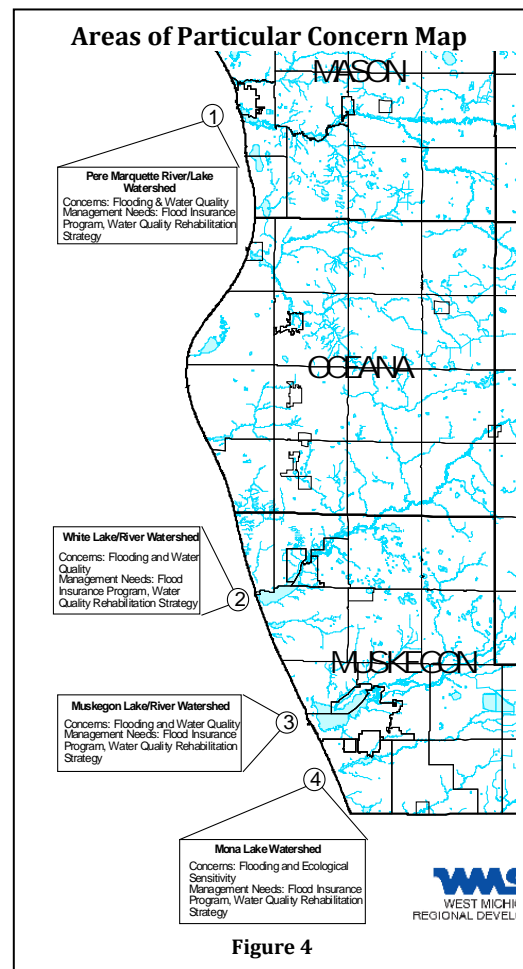 Areas of Particular Concern Map
MASON
1
Pere Marquette River/Lake
Watershed
Concerns: Flooding & Water Quality
Management Needs: Flood Insurance
Program, Water Quality Rehabilitation
Strategy
OCEANA
White Lake/River Watershed
Concerns: Flooding and Water
Quality
Management Needs: Flood
Insurance Program, Water
Quality Rehabilitation Strategy
2
MUSKEGON
Muskegon Lake/River Watershed
Concerns: Flooding and Water Quality
Management Needs: Flood Insurance
Program, Water Quality Rehabilitation
Strategy
3
4
Mona Lake Watershed
Concerns: Flooding and Ecological
Sensitivity
Management Needs: Flood Insurance
Program, Water Quality Rehabilitation
Strategy
WEST MICHI
REGIONAL DEVELO
Figure 4